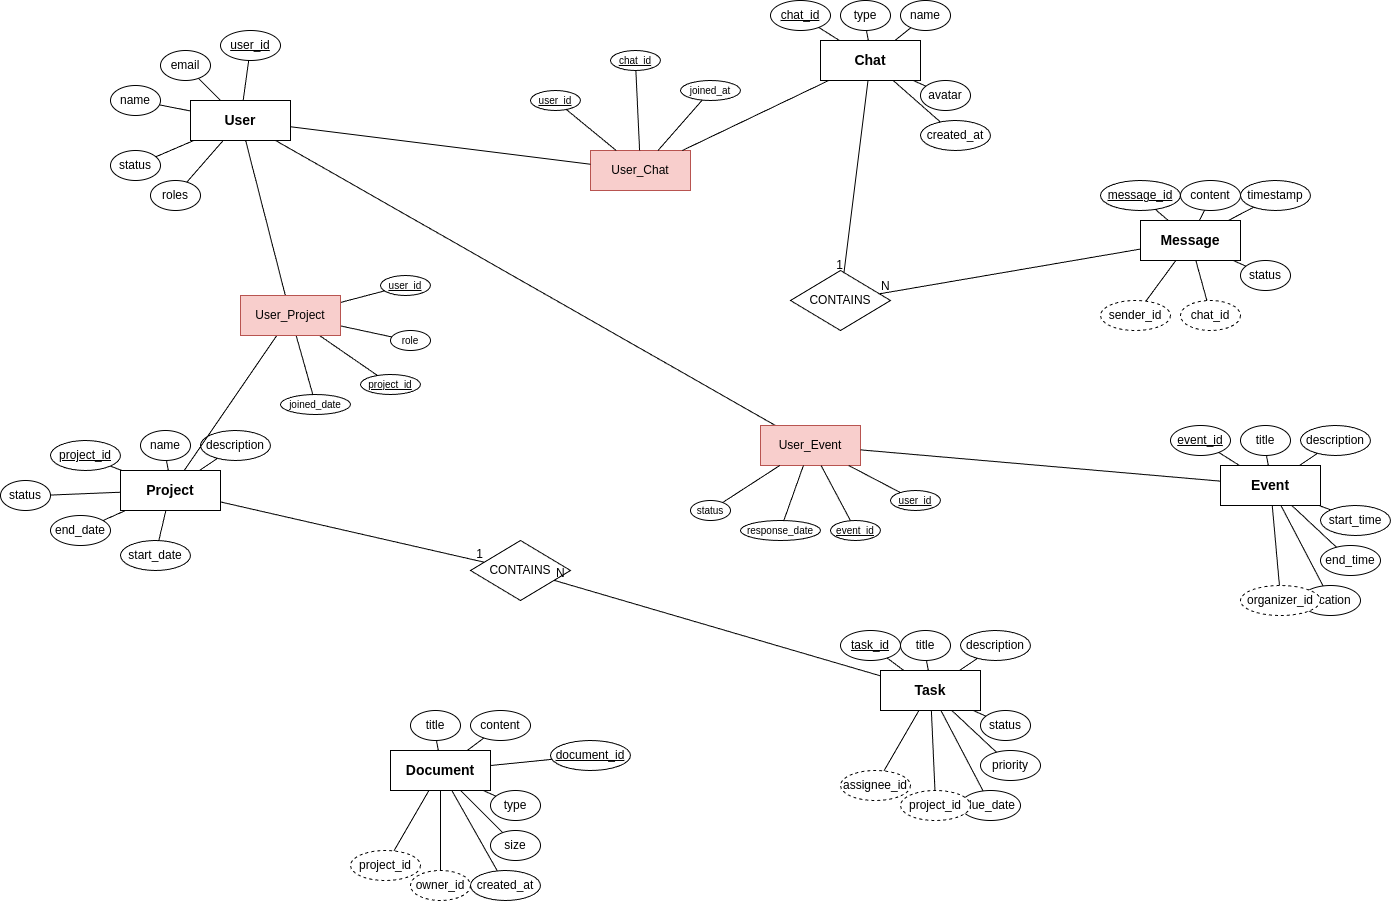 chat_id
type
name
Chat
avatar
created_at
user_id
email
name
User
status
roles
chat_id
user_id
joined_at
User_Chat
message_id
content
timestamp
Message
status
sender_id
chat_id
1
N
CONTAINS
User_Project
user_id
role
project_id
joined_date
project_id
name
description
Project
status
end_date
start_date
User_Event
status
response_date
event_id
user_id
event_id
title
description
Event
start_time
end_time
organizer_id
cation
1
CONTAINS
N
task_id
title
description
Task
status
priority
assignee_id
project_id
lue_date
title
content
document_id
Document
type
size
project_id
owner_id
created_at